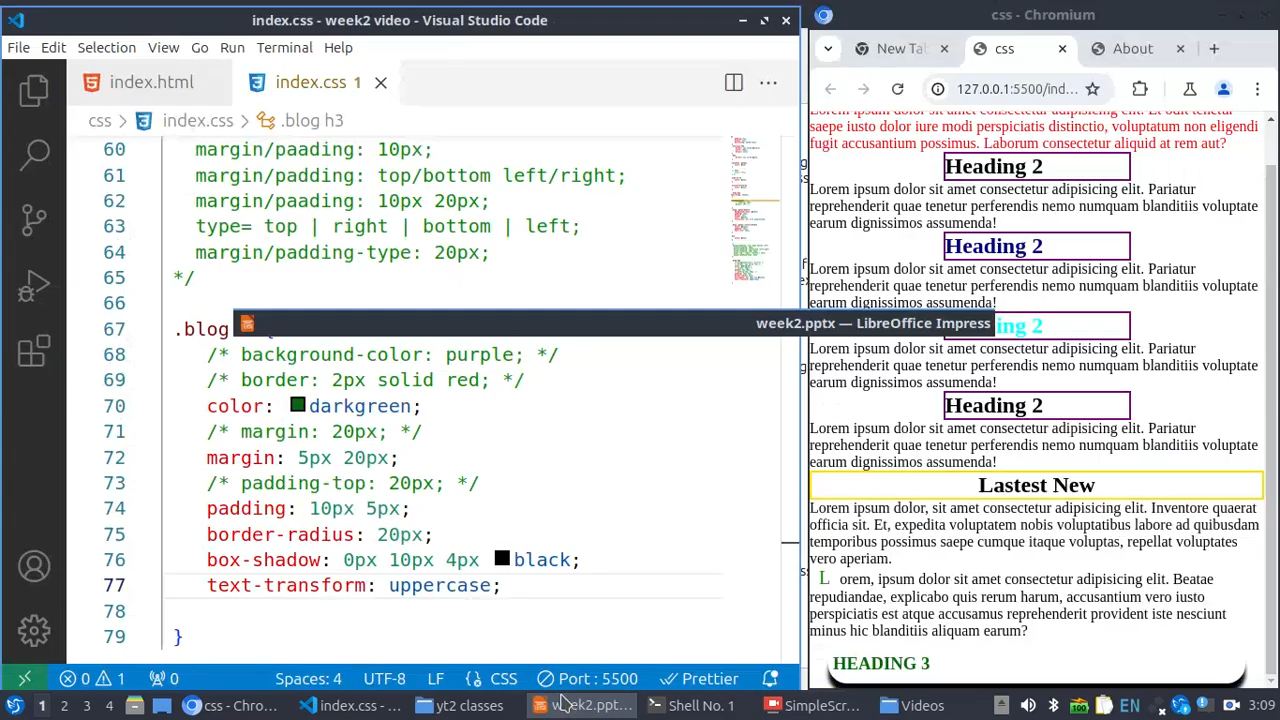 index.css - week2 video - Visual Studio Code
File Edit Selection View Go Run Terminal Help
index.html
index.css 1
css > index.css > .blog h3
60 margin/paading: 10px;
61 margin/padding: top/bottom left/right;
62 margin/paading: 10px 20px;
63 type= top | right | bottom | left;
64 margin/padding-type: 20px;
65 */
66
67 .blog
week2.pptx — LibreOffice Impress
68 /* background-color: purple; */
69 /* border: 2px solid red; */
70 color: darkgreen;
71 /* margin: 20px; */
72 margin: 5px 20px;
73 /* padding-top: 20px; */
74 padding: 10px 5px;
75 border-radius: 20px;
76 box-shadow: 0px 10px 4px black;
77 text-transform: uppercase;
78
79 }
0 1 0 Spaces: 4 UTF-8 LF CSS Port : 5500 Prettier
css - Chromium
New Tab
css
About
127.0.0.1:5500/ind...
saepe iusto dolor iure modi perspiciatis distinctio, voluptatum non eligendi
fugit accusantium possimus. Laborum consectetur aliquid at rem aut?
Heading 2
Lorem ipsum dolor sit amet consectetur adipisicing elit. Pariatur
reprehenderit quae tenetur perferendis nemo numquam blanditiis voluptate
earum dignissimos assumenda!
Heading 2
Lorem ipsum dolor sit amet consectetur adipisicing elit. Pariatur
reprehenderit quae tenetur perferendis nemo numquam blanditiis voluptate
earum dignissimos assumenda!
ing 2
Lorem ipsum dolor sit amet consectetur adipisicing elit. Pariatur
reprehenderit quae tenetur perferendis nemo numquam blanditiis voluptate
earum dignissimos assumenda!
Heading 2
Lorem ipsum dolor sit amet consectetur adipisicing elit. Pariatur
reprehenderit quae tenetur perferendis nemo numquam blanditiis voluptate
earum dignissimos assumenda!
Lastest New
Lorem ipsum dolor, sit amet consectetur adipisicing elit. Inventore quaerat
officia sit. Et, expedita voluptatem nobis voluptatibus labore ad quibusdam
temporibus possimus saepe cumque itaque voluptas, repellat voluptates
vero aperiam.
Lorem, ipsum dolor sit amet consectetur adipisicing elit. Beatae
repudiandae, explicabo quis rerum harum, accusantium vero iusto
perspiciatis est atque accusamus reprehenderit provident iste nesciunt
minus hic blanditiis aliquam earum?
HEADING 3
1 2 3 4 css - Chro... index.css - ... yt2 classes week2.ppt... Shell No. 1 SimpleScr... Videos EN 100 3:09